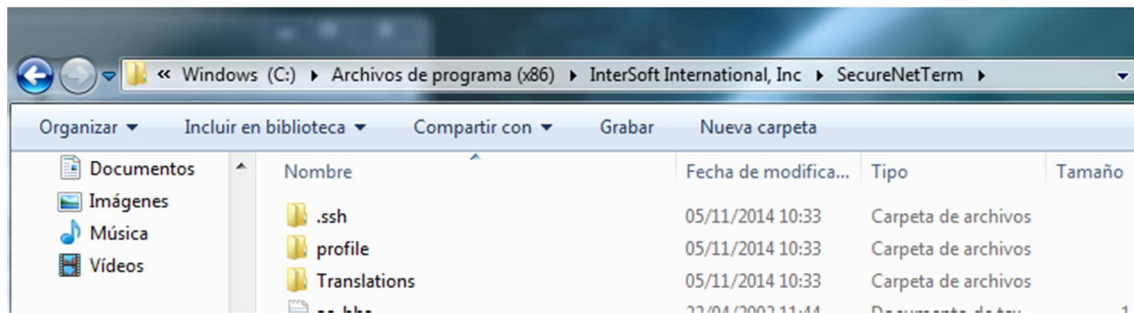 « Windows (C:) ▸ Archivos de programa (x86) ▸ InterSoft International, Inc ▸ SecureNetTerm ▸
Organizar Incluir en biblioteca Compartir con Grabar Nueva carpeta
Documentos
Imágenes
Música
Vídeos
Nombre Fecha de modifica... Tipo Tamaño
.ssh 05/11/2014 10:33 Carpeta de archivos
profile 05/11/2014 10:33 Carpeta de archivos
Translations 05/11/2014 10:33 Carpeta de archivos